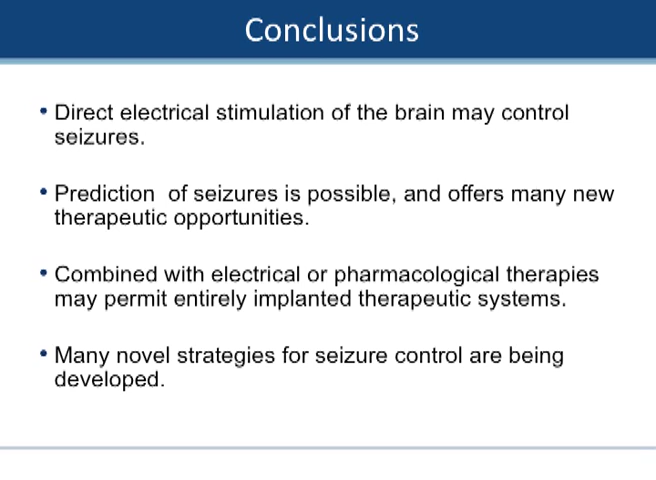 Conclusions
• Direct electrical stimulation of the brain may control
seizures.
• Prediction  of seizures is possible, and offers many new
therapeutic opportunities.
• Combined with electrical or pharmacological therapies
may permit entirely implanted therapeutic systems.
• Many novel strategies for seizure control are being
developed.